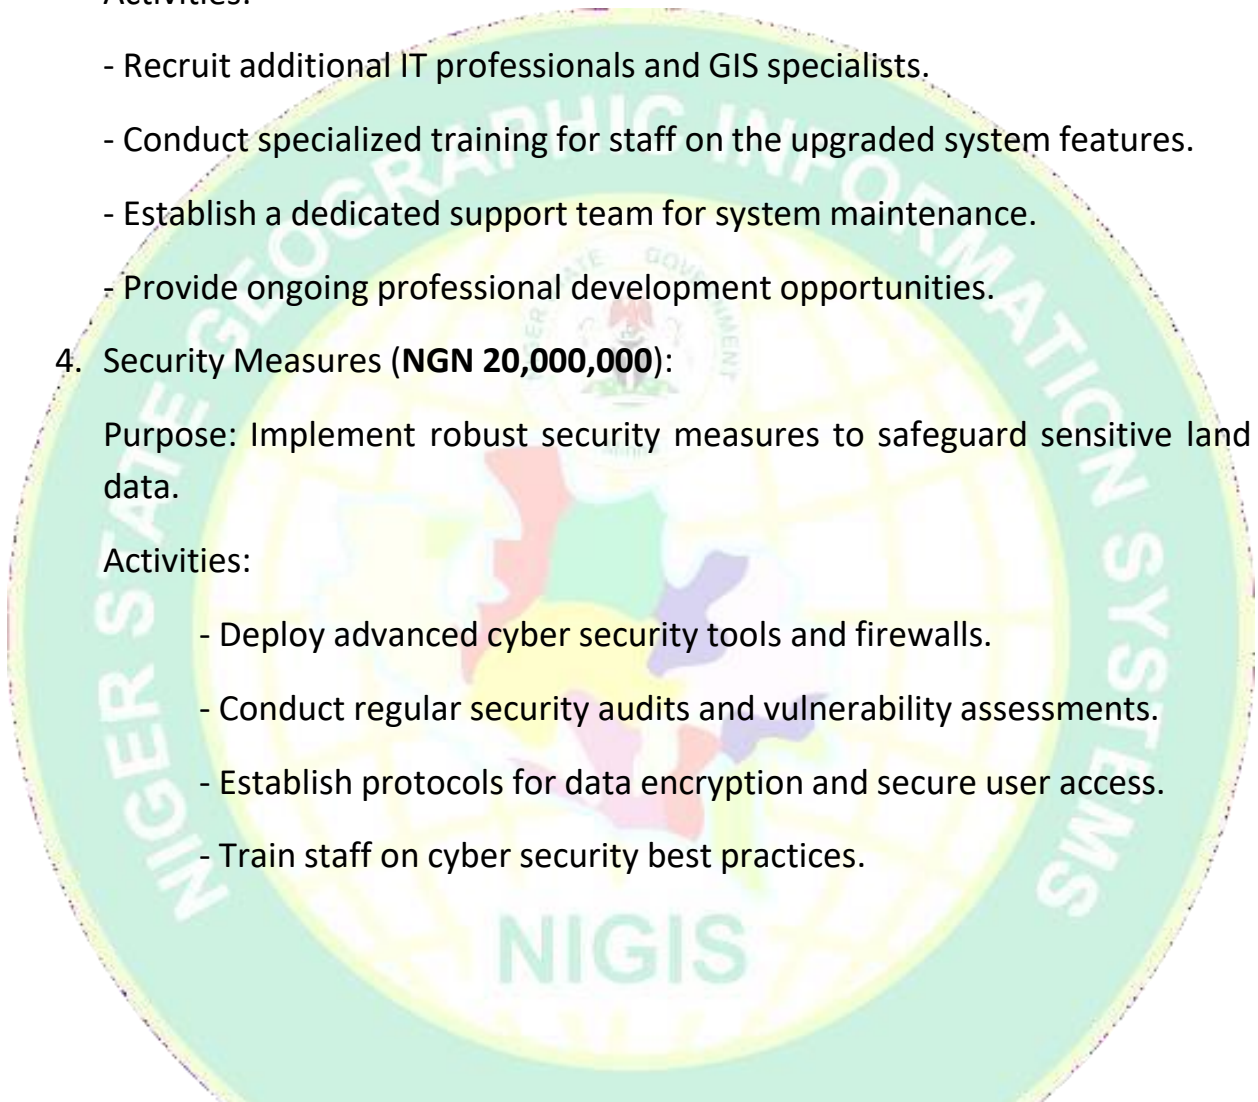 Activities:
- Recruit additional IT professionals and GIS specialists.
- Conduct specialized training for staff on the upgraded system features.
- Establish a dedicated support team for system maintenance.
- Provide ongoing professional development opportunities.
4. Security Measures (NGN 20,000,000):
Purpose: Implement robust security measures to safeguard sensitive land
data.
Activities:
- Deploy advanced cyber security tools and firewalls.
- Conduct regular security audits and vulnerability assessments.
- Establish protocols for data encryption and secure user access.
- Train staff on cyber security best practices.
NIGER STATE GEOGRAPHIC INFORMATION SYSTEMS
NIGER STATE GOVERNMENT
NIGIS